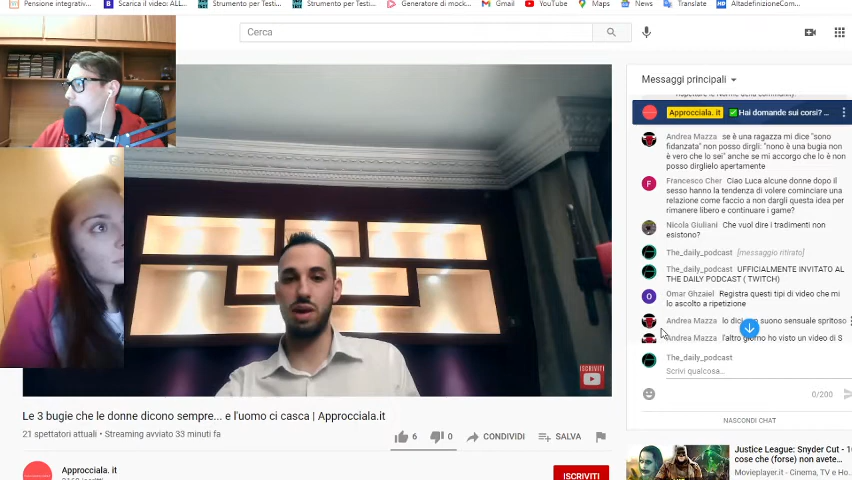 Pensione integrativ...
Scarica il video: ALL...
Strumento per Testi...
Strumento per Testi...
Generatore di mock...
Gmail
YouTube
Maps
News
Translate
AltadefinizioneCom...
Cerca
Messaggi principali
Approcciala. it
Hai domande sui corsi? ...
Andrea Mazza se è una ragazza mi dice "sono
fidanzata" non posso dirgli: "nono è una bugia non
è vero che lo sei" anche se mi accorgo che lo è non
posso dirglielo apertamente
Francesco Cher Ciao Luca alcune donne dopo il
sesso hanno la tendenza di volere cominciare una
relazione come faccio a non dargli questa idea per
rimanere libero e continuare i game?
Nicola Giuliani Che vuol dire i tradimenti non
esistono?
The_daily_podcast [messaggio ritirato]
The_daily_podcast UFFICIALMENTE INVITATO AL
THE DAILY PODCAST ( TWITCH)
Omar Ghzaiel Registra questi tipi di video che mi
lo ascolto a ripetizione
Andrea Mazza lo dici suono sensuale spritoso
Andrea Mazza l'altro giorno ho visto un video di S
The_daily_podcast
Scrivi qualcosa...
0/200
NASCONDI CHAT
ISCRIVITI
Le 3 bugie che le donne dicono sempre... e l'uomo ci casca | Approcciala.it
21 spettatori attuali • Streaming avviato 33 minuti fa
6
0
CONDIVIDI
SALVA
Approcciala. it
ISCRIVITI
Justice League: Snyder Cut - 10
cose che (forse) non avete...
Movieplayer.it - Cinema, TV e Ho...